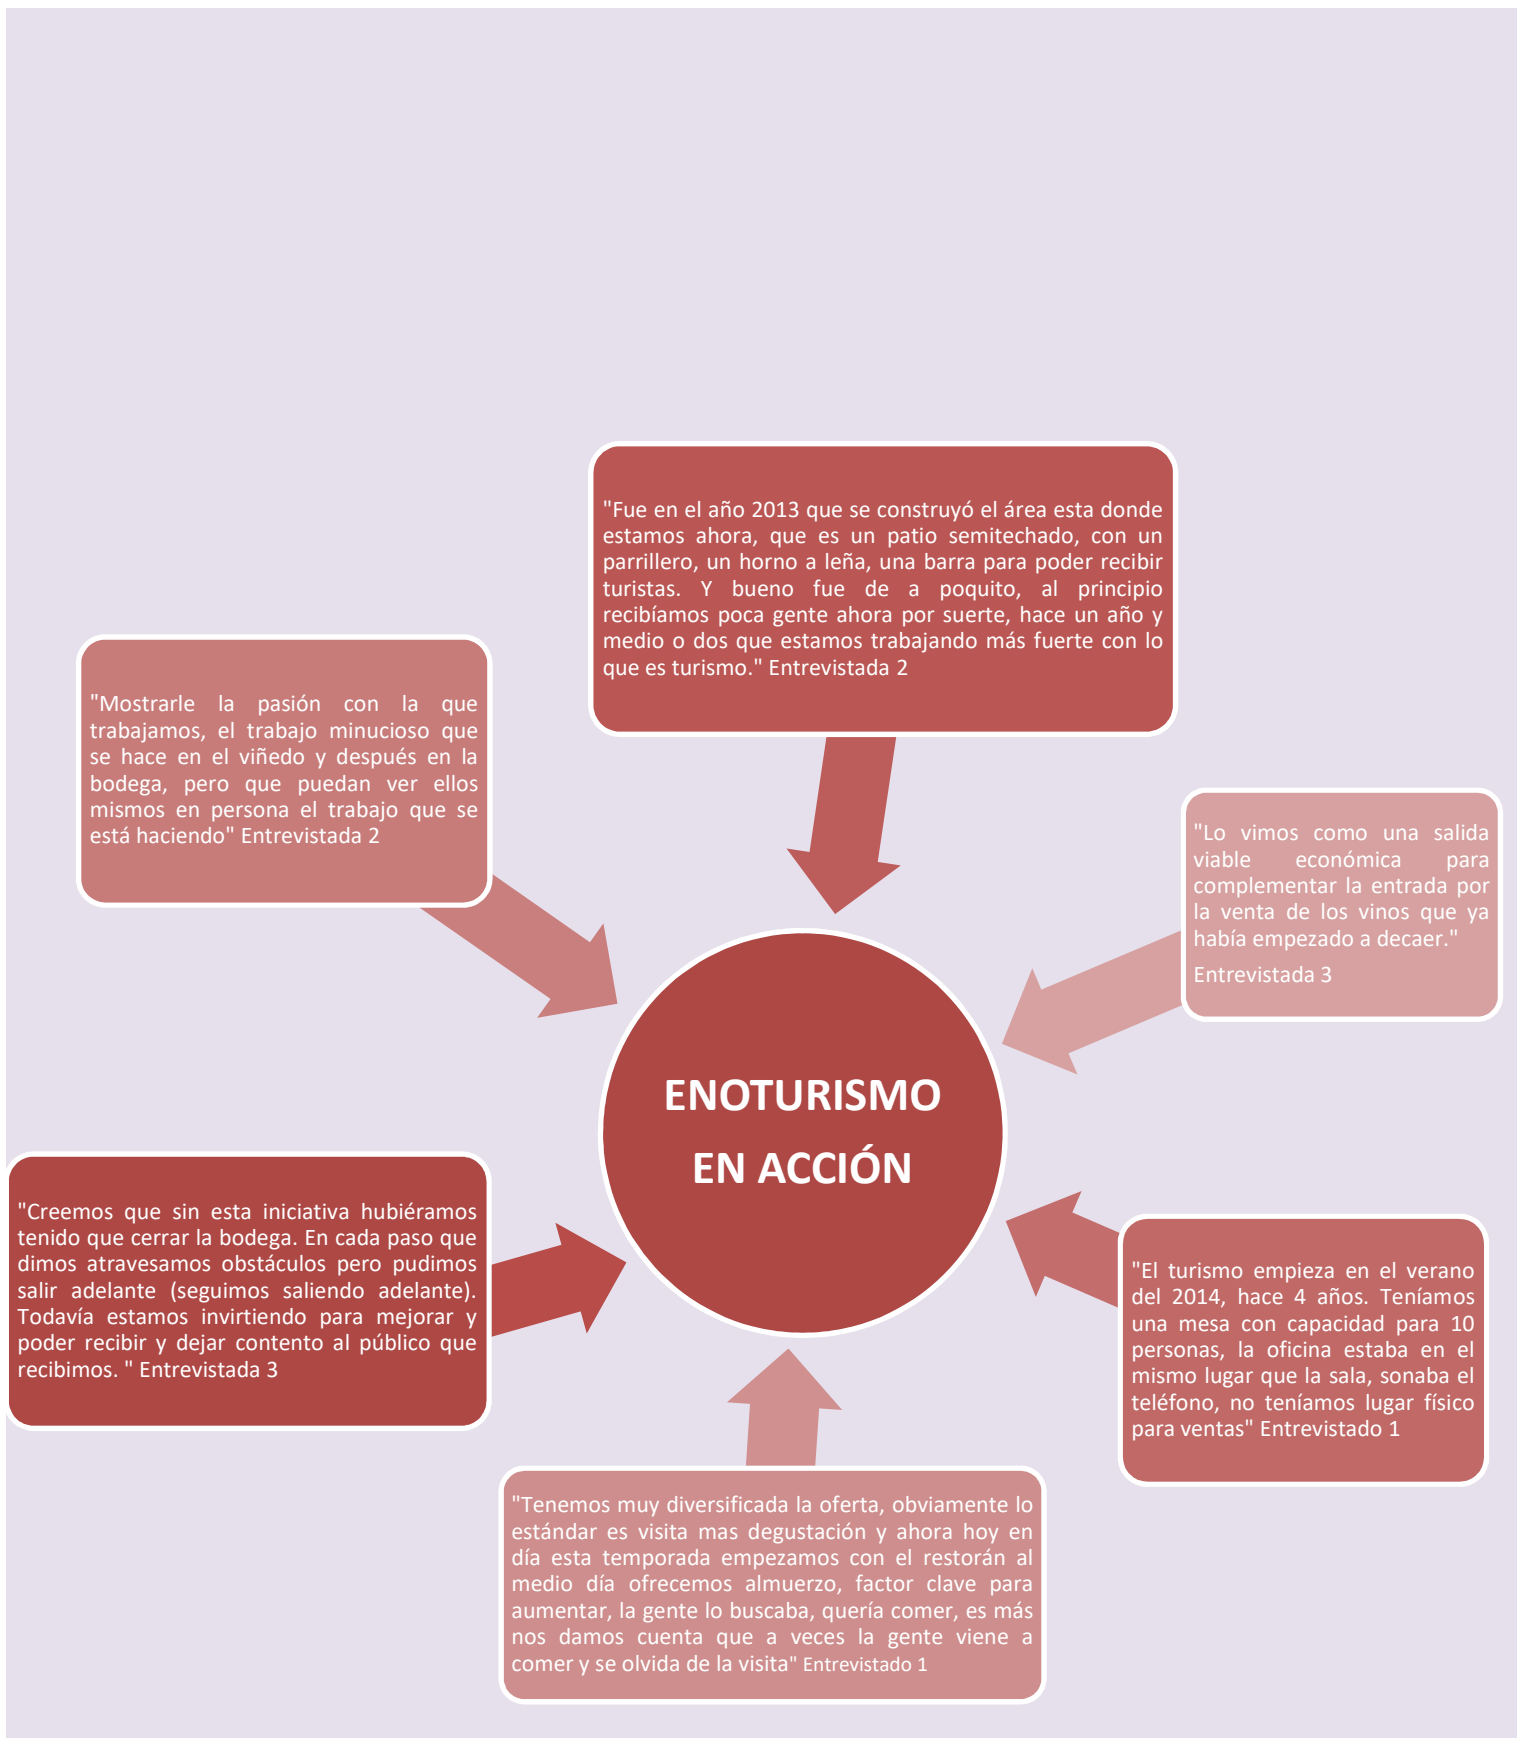 "Fue en el año 2013 que se construyó el área esta donde
estamos ahora, que es un patio semitechado, con un
parrillero, un horno a leña, una barra para poder recibir
turistas. Y bueno fue de a poquito, al principio
recibíamos poca gente ahora por suerte, hace un año y
medio o dos que estamos trabajando más fuerte con lo
que es turismo." Entrevistada 2
"Mostrarle la pasión con la que
trabajamos, el trabajo minucioso que
se hace en el viñedo y después en la
bodega, pero que puedan ver ellos
mismos en persona el trabajo que se
está haciendo" Entrevistada 2
"Lo vimos como una salida
viable económica para
complementar la entrada por
la venta de los vinos que ya
había empezado a decaer."
Entrevistada 3
ENOTURISMO
EN ACCIÓN
"Creemos que sin esta iniciativa hubiéramos
tenido que cerrar la bodega. En cada paso que
dimos atravesamos obstáculos pero pudimos
salir adelante (seguimos saliendo adelante).
Todavía estamos invirtiendo para mejorar y
poder recibir y dejar contento al público que
recibimos. " Entrevistada 3
"El turismo empieza en el verano
del 2014, hace 4 años. Teníamos
una mesa con capacidad para 10
personas, la oficina estaba en el
mismo lugar que la sala, sonaba el
teléfono, no teníamos lugar físico
para ventas" Entrevistado 1
"Tenemos muy diversificada la oferta, obviamente lo
estándar es visita mas degustación y ahora hoy en
día esta temporada empezamos con el restorán al
medio día ofrecemos almuerzo, factor clave para
aumentar, la gente lo buscaba, quería comer, es más
nos damos cuenta que a veces la gente viene a
comer y se olvida de la visita" Entrevistado 1